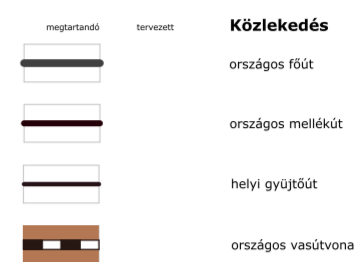 megtartandó tervezett Közlekedés
országos főút
országos mellékút
helyi gyüjtőút
országos vasútvona